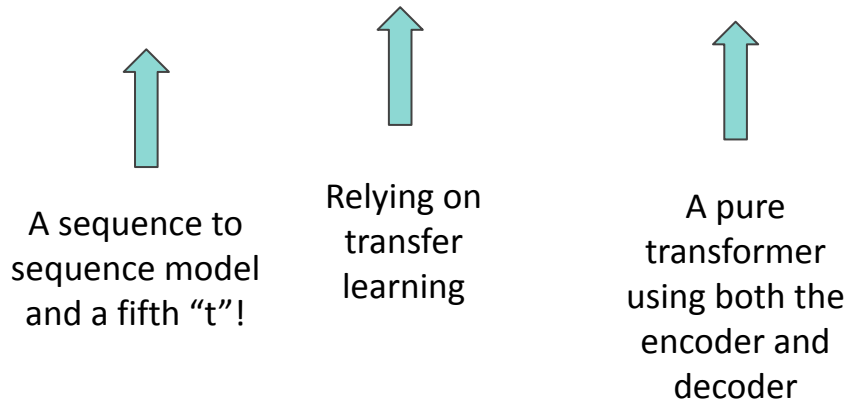 A sequence to
sequence model
and a fifth “t”!
Relying on
transfer
learning
A pure
transformer
using both the
encoder and
decoder